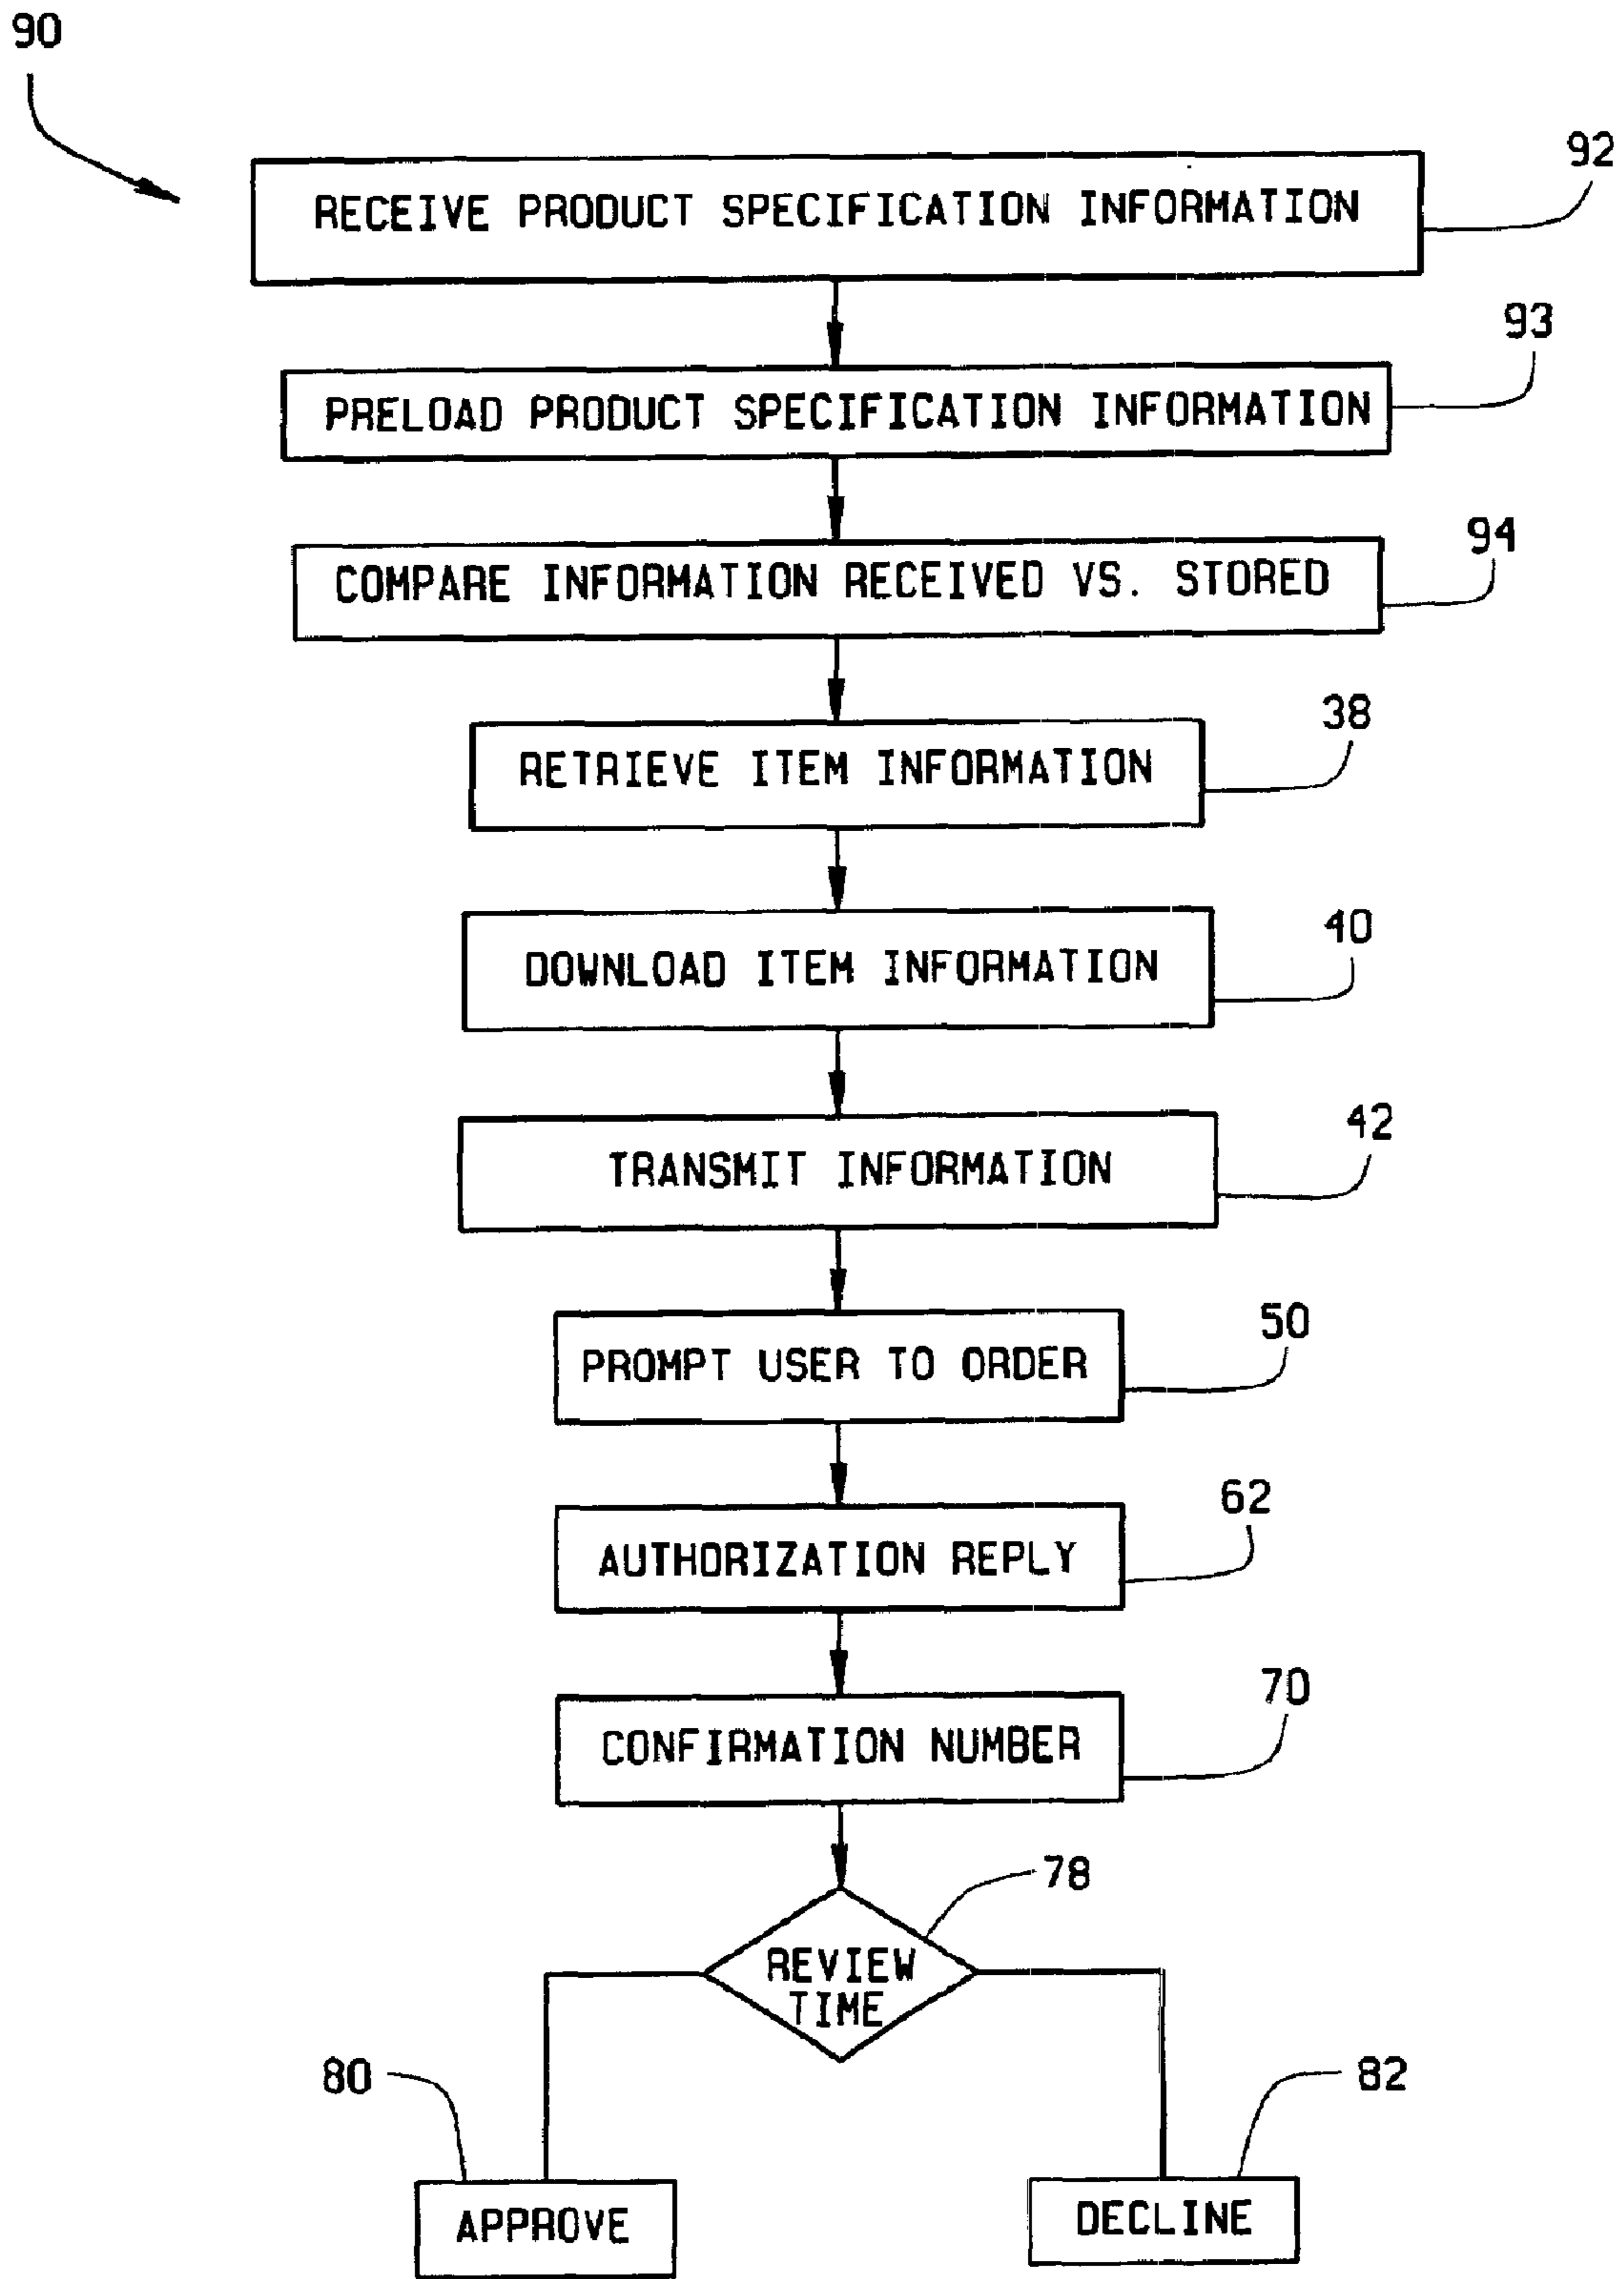 90
92
RECEIVE PRODUCT SPECIFICATION INFORMATION
93
PRELOAD PRODUCT SPECIFICATION INFORMATION
94
COMPARE INFORMATION RECEIVED VS. STORED
38
RETRIEVE ITEM INFORMATION
40
DOWNLOAD ITEM INFORMATION
42
TRANSMIT INFORMATION
50
PROMPT USER TO ORDER
62
AUTHORIZATION REPLY
70
CONFIRMATION NUMBER
78
REVIEW
TIME
80
82
APPROVE
DECLINE